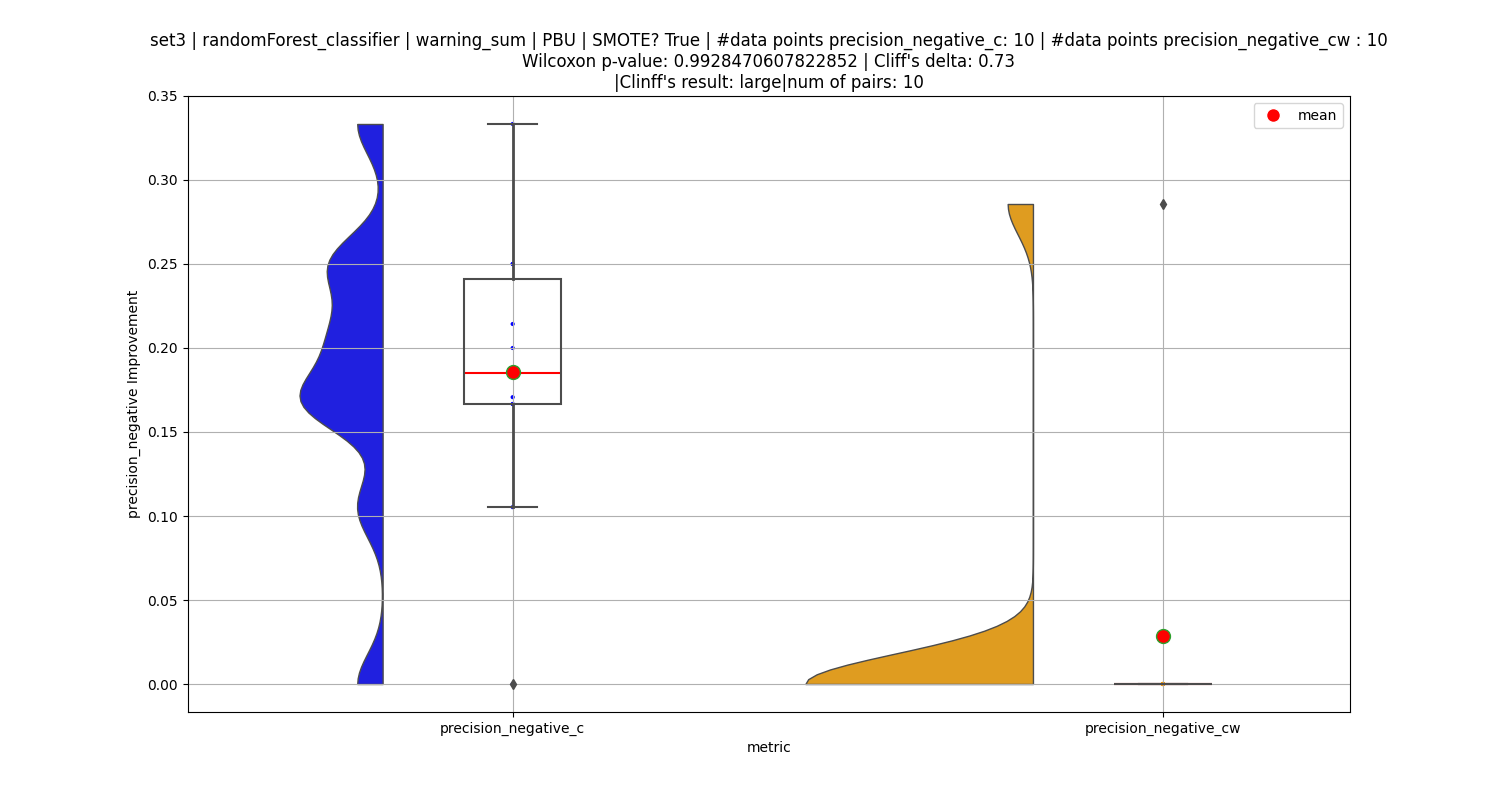 set3 | randomForest_classifier | warning_sum | PBU | SMOTE? True | #data points precision_negative_c: 10 | #data points precision_negative_cw : 10
Wilcoxon p-value: 0.9928470607822852 | Cliff's delta: 0.73
|Clinff's result: large|num of pairs: 10
mean
precision_negative Improvement
0.35
0.30
0.25
0.20
0.15
0.10
0.05
0.00
precision_negative_c
precision_negative_cw
metric